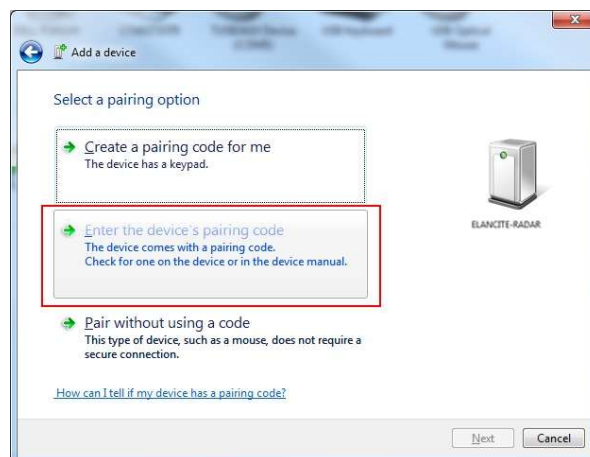 Add a device
Select a pairing option
Create a pairing code for me
The device has a keypad.
Enter the device's pairing code
The device comes with a pairing code.
Check for one on the device or in the device manual.
ELANCITE-RADAR
Pair without using a code
This type of device, such as a mouse, does not require a
secure connection.
How can I tell if my device has a pairing code?
Next
Cancel